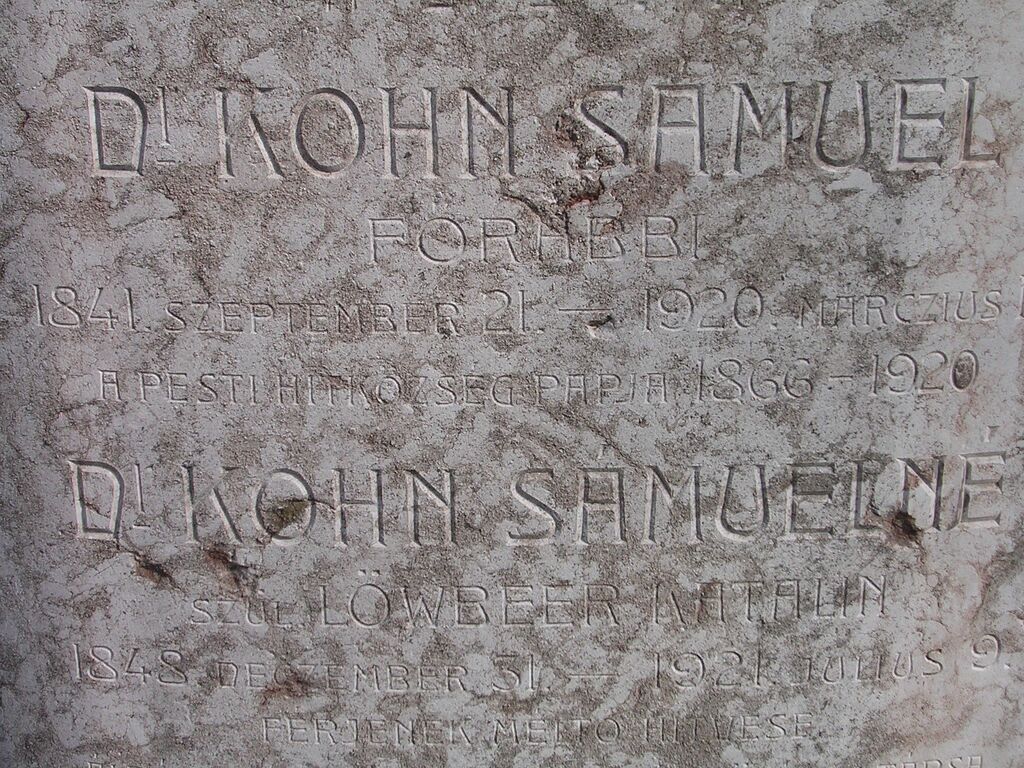 DR KOHN SÁMUEL
FŐRABBI
1841. SZEPTEMBER 21. — 1920. MÁRCZIUS
A PESTI HITKÖZSÉG PAPJA 1866 – 1920
DR KOHN SÁMUELNÉ
SZÜL. LÖWBEER KATALIN
1848 DECZEMBER 31. — 1921. JULIUS 9.
FÉRJÉNEK MÉLTÓ HITVESE